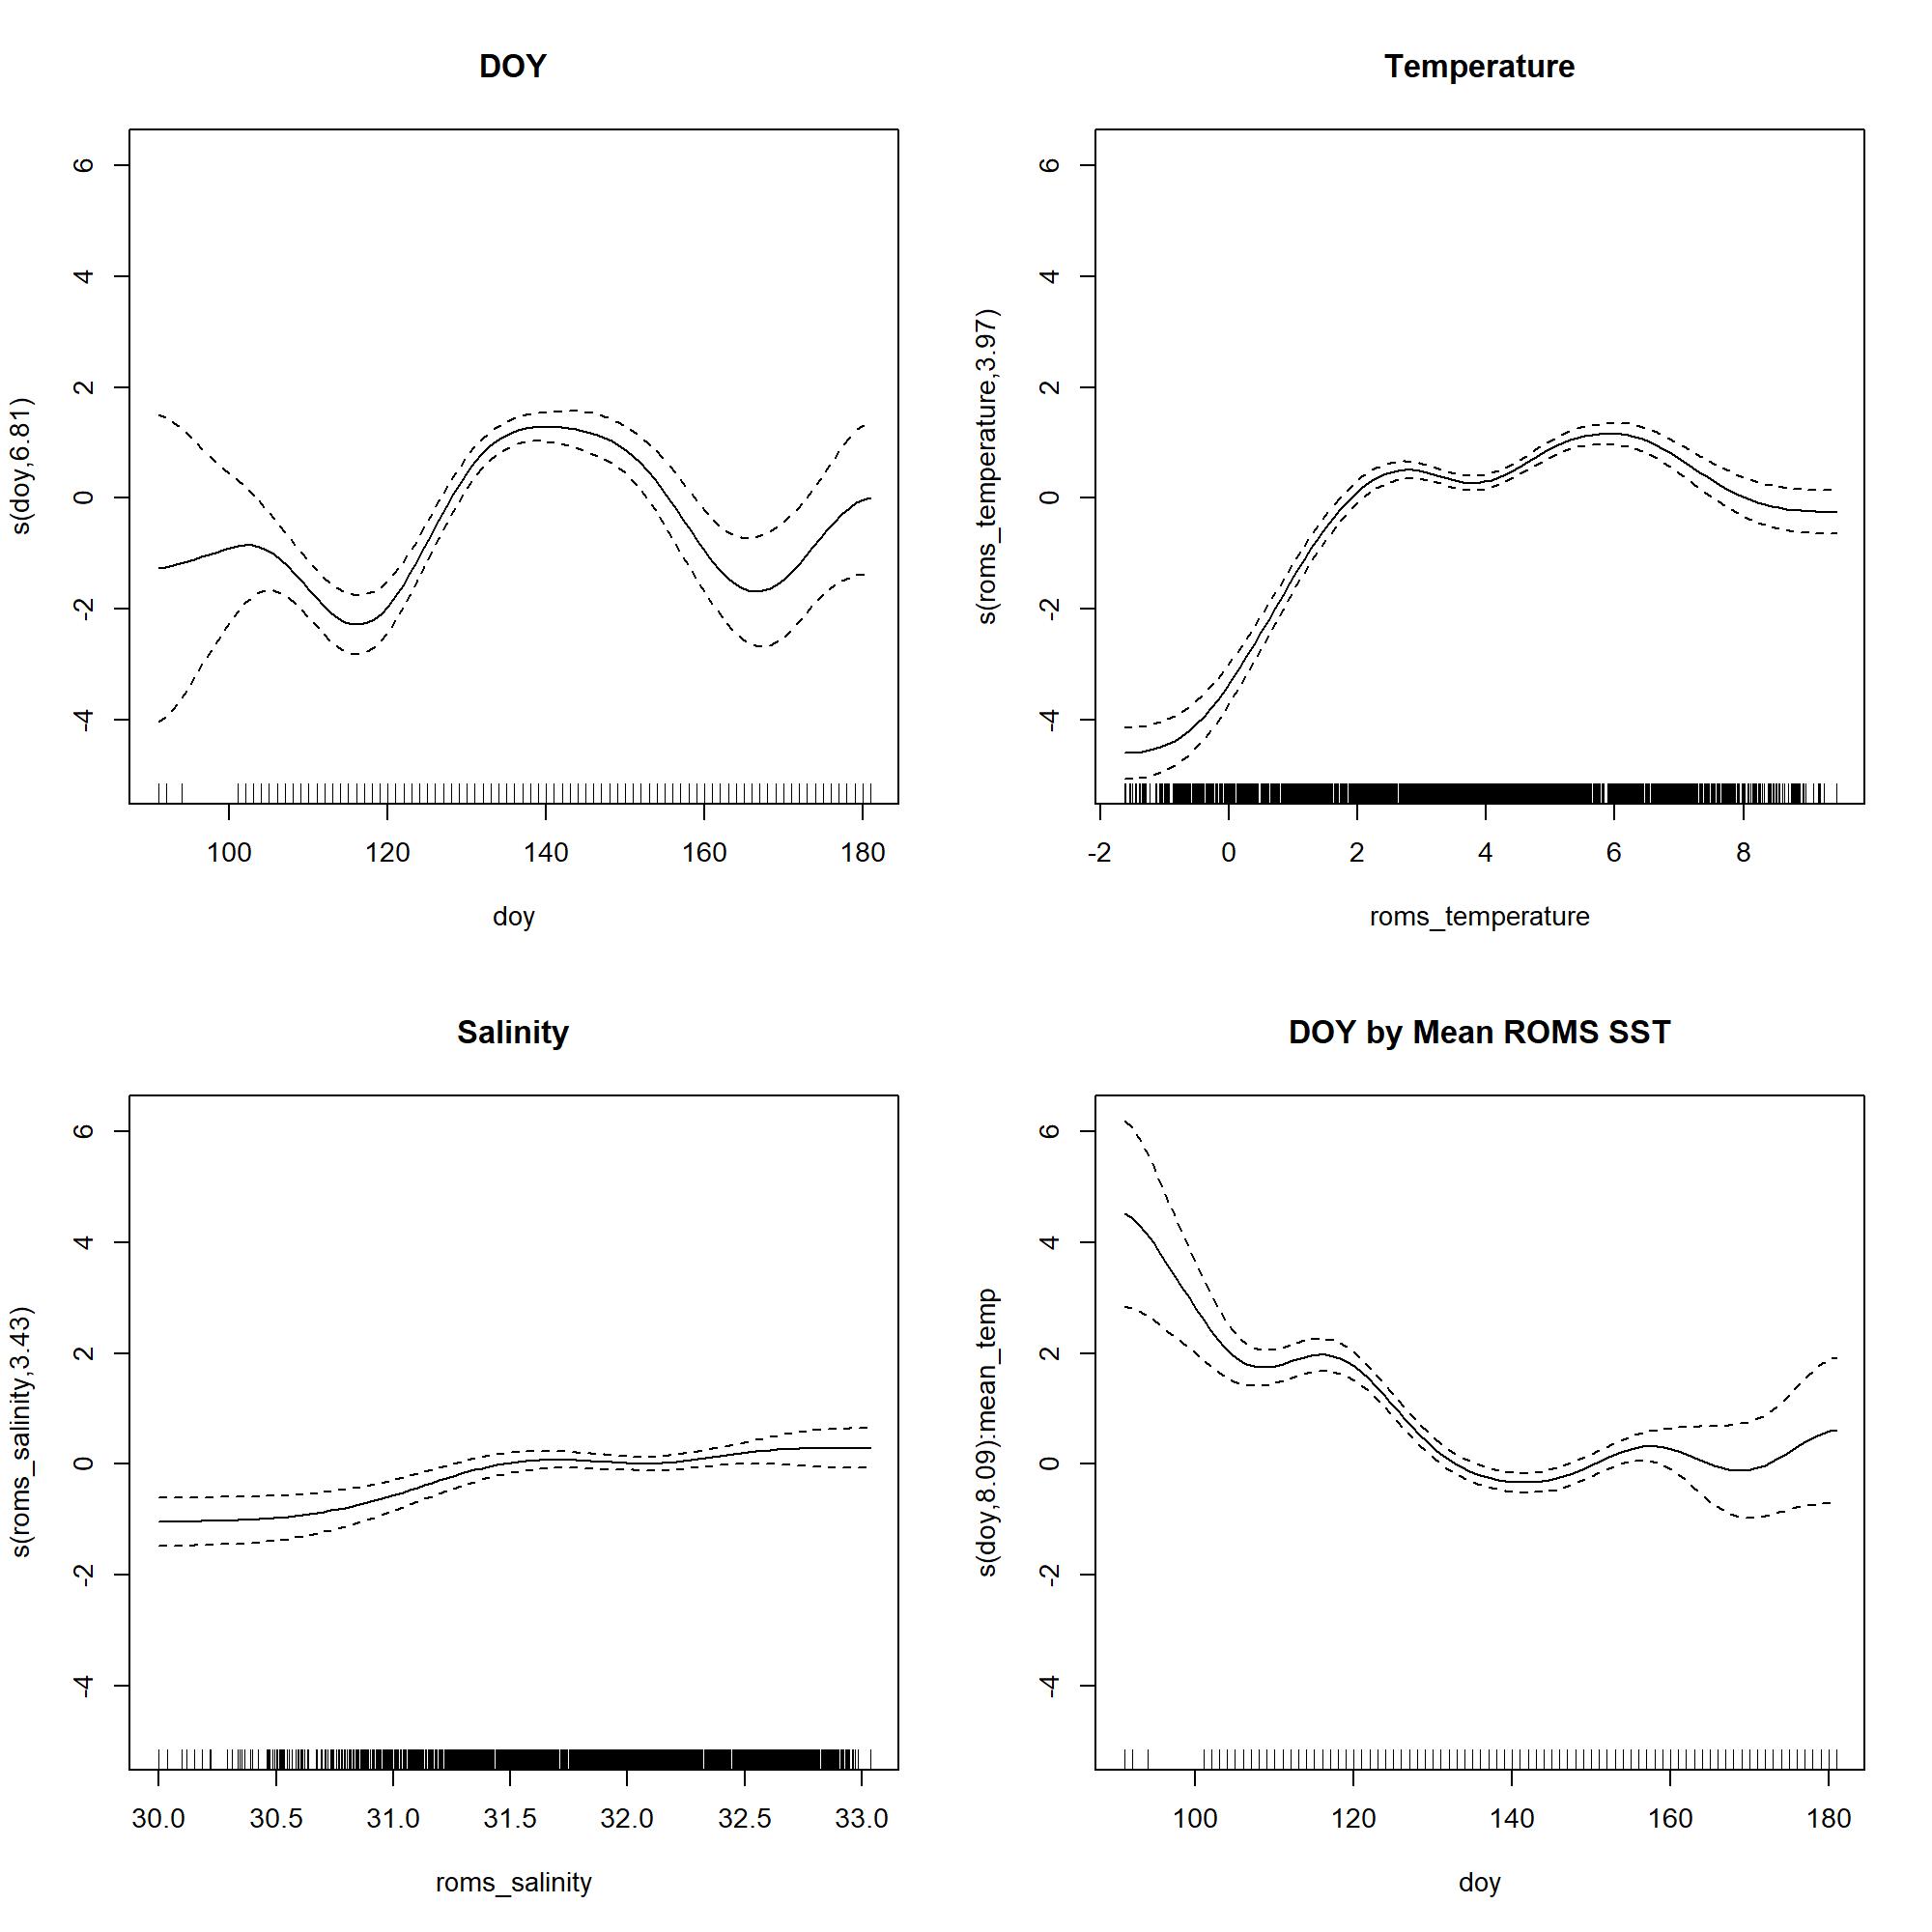 DOY
s(doy,6.81)
6
4
2
0
-2
-4
100 120 140 160 180
doy
Temperature
s(roms_temperature,3.97)
6
4
2
0
-2
-4
-2 0 2 4 6 8
roms_temperature
Salinity
s(roms_salinity,3.43)
6
4
2
0
-2
-4
30.0 30.5 31.0 31.5 32.0 32.5 33.0
roms_salinity
DOY by Mean ROMS SST
s(doy,8.09):mean_temp
6
4
2
0
-2
-4
100 120 140 160 180
doy